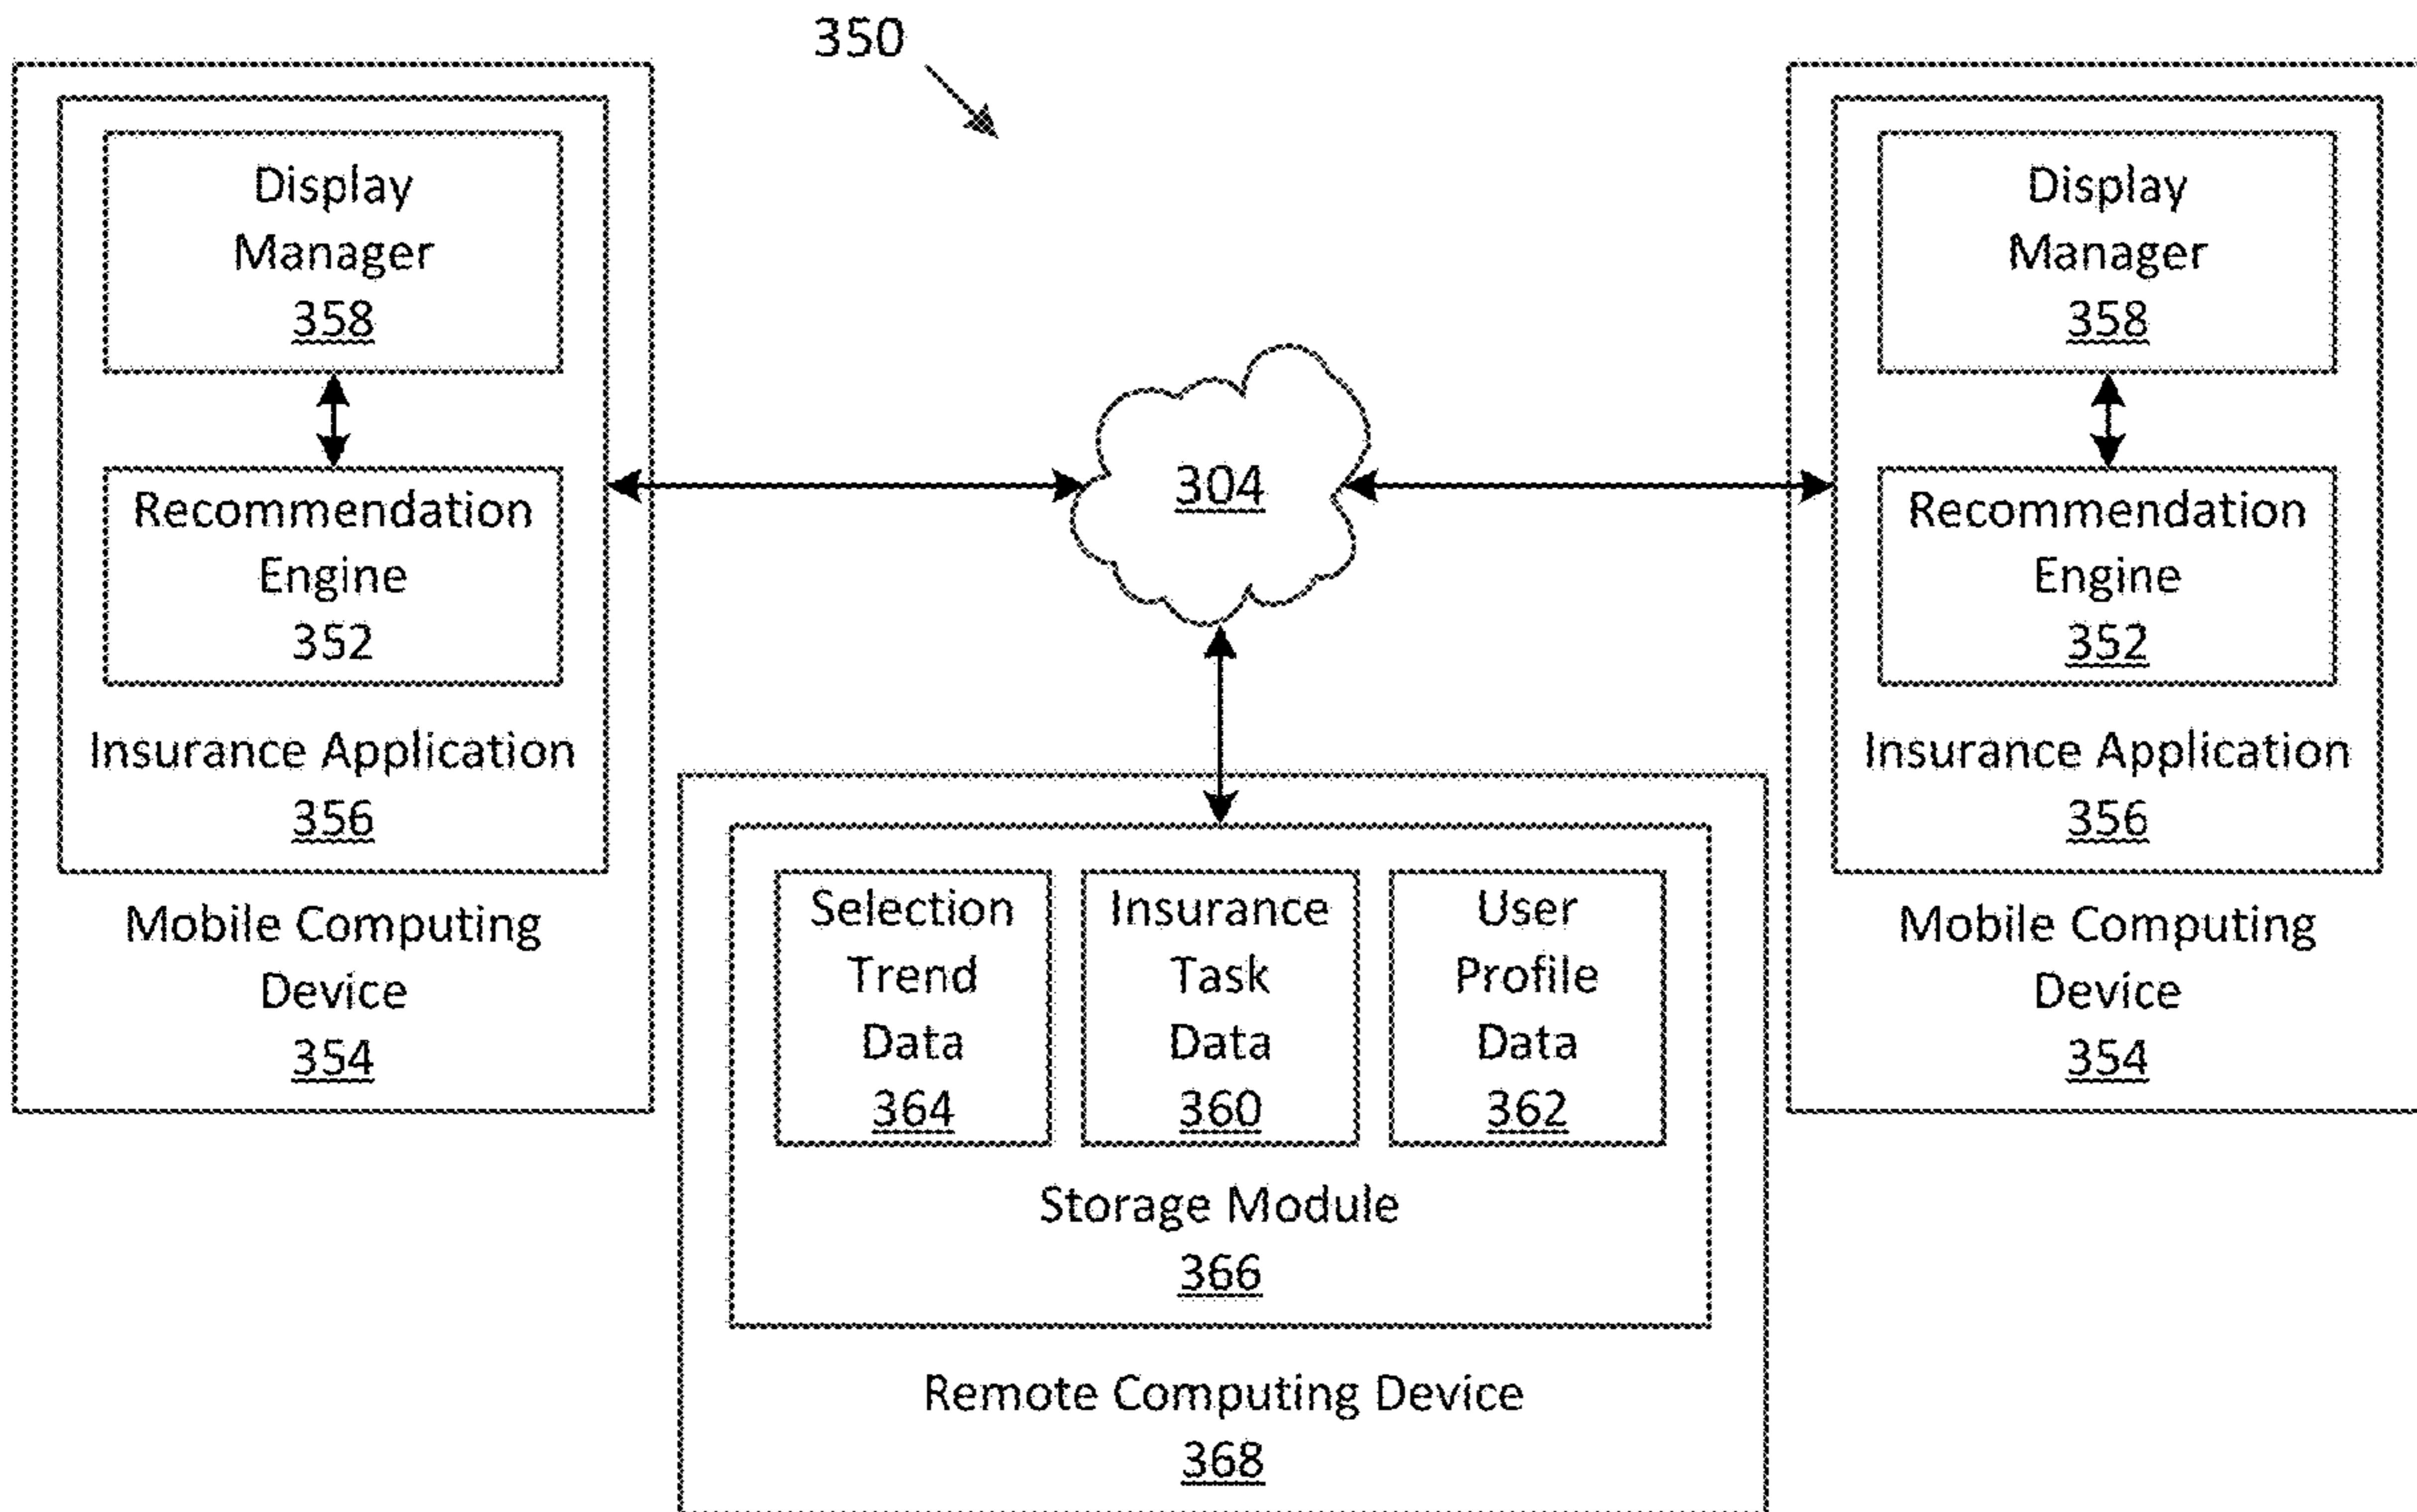 350
Display
Manager
358
Recommendation
Engine
352
Insurance Application
356
Mobile Computing
Device
354
304
Display
Manager
358
Recommendation
Engine
352
Insurance Application
356
Mobile Computing
Device
354
Selection
Trend
Data
364
Insurance
Task
Data
360
User
Profile
Data
362
Storage Module
366
Remote Computing Device
368